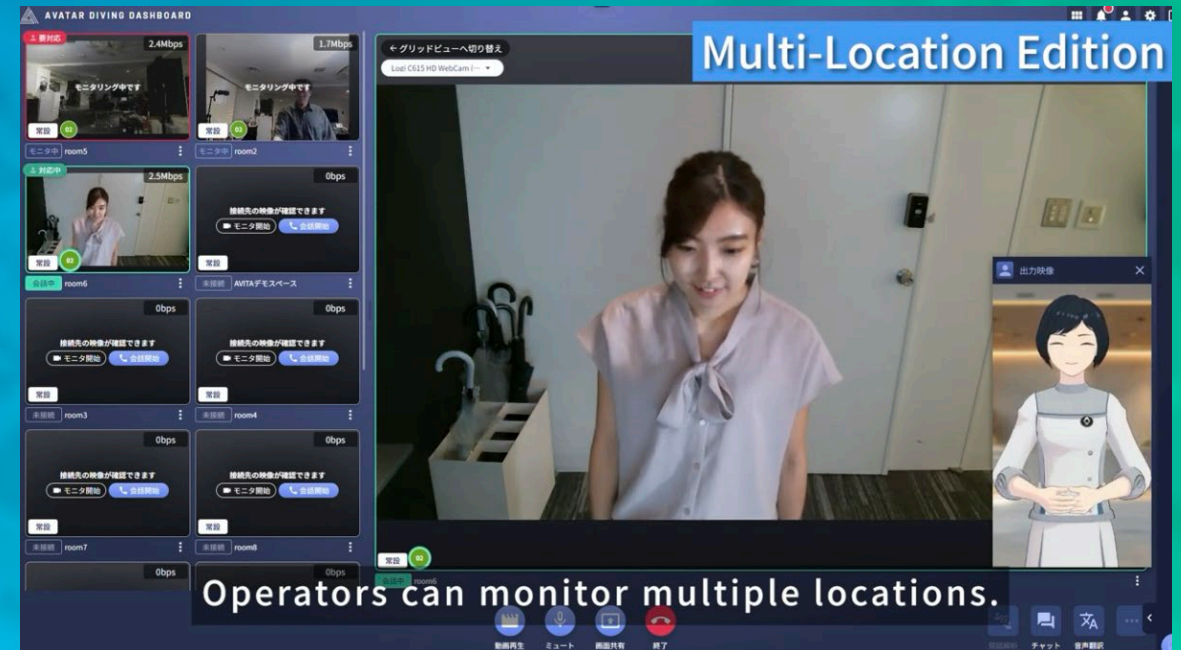 AVATAR DIVING DASHBOARD
Multi-Location Edition
要対応
2.4Mbps
モニタリング中です
常設
02
モニタ中 room5
1.7Mbps
モニタリング中です
常設
02
モニタ中 room2
対応中
2.5Mbps
常設
02
会話中 room6
0bps
接続先の映像が確認できます
モニタ開始 会話開始
常設
未接続 AVITAデモスペース
0bps
接続先の映像が確認できます
モニタ開始 会話開始
常設
未接続 room3
0bps
接続先の映像が確認できます
モニタ開始 会話開始
常設
未接続 room4
0bps
接続先の映像が確認できます
モニタ開始 会話開始
常設
未接続 room7
0bps
接続先の映像が確認できます
モニタ開始 会話開始
常設
未接続 room8
0bps
0bps
←グリッドビューへ切り替え
Logi C615 HD WebCam (…
出力映像
常設
02
会話中 room6
Operators can monitor multiple locations.
動画再生 ミュート 画面共有 終了
チャット 音声翻訳